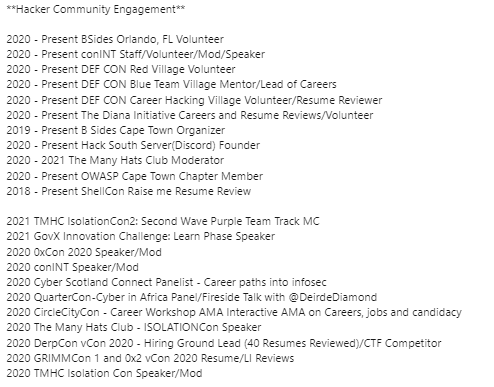 **Hacker Community Engagement**
2020 - Present BSides Orlando, FL Volunteer
2020 - Present conINT Staff/Volunteer/Mod/Speaker
2020 - Present DEF CON Red Village Volunteer
2020 - Present DEF CON Blue Team Village Mentor/Lead of Careers
2020 - Present DEF CON Career Hacking Village Volunteer/Resume Reviewer
2020 - Present The Diana Initiative Careers and Resume Reviews/Volunteer
2019 - Present B Sides Cape Town Organizer
2020 - Present Hack South Server(Discord) Founder
2020 - 2021 The Many Hats Club Moderator
2020 - Present OWASP Cape Town Chapter Member
2018 - Present ShellCon Raise me Resume Review
2021 TMHC IsolationCon2: Second Wave Purple Team Track MC
2021 GovX Innovation Challenge: Learn Phase Speaker
2020 0xCon 2020 Speaker/Mod
2020 conINT Speaker/Mod
2020 Cyber Scotland Connect Panelist - Career paths into infosec
2020 QuarterCon-Cyber in Africa Panel/Fireside Talk with @DeirdeDiamond
2020 CircleCityCon - Career Workshop AMA Interactive AMA on Careers, jobs and candidacy
2020 The Many Hats Club - ISOLATIONCon Speaker
2020 DerpCon vCon 2020 - Hiring Ground Lead (40 Resumes Reviewed)/CTF Competitor
2020 GRIMMCon 1 and 0x2 vCon 2020 Resume/LI Reviews
2020 TMHC Isolation Con Speaker/Mod